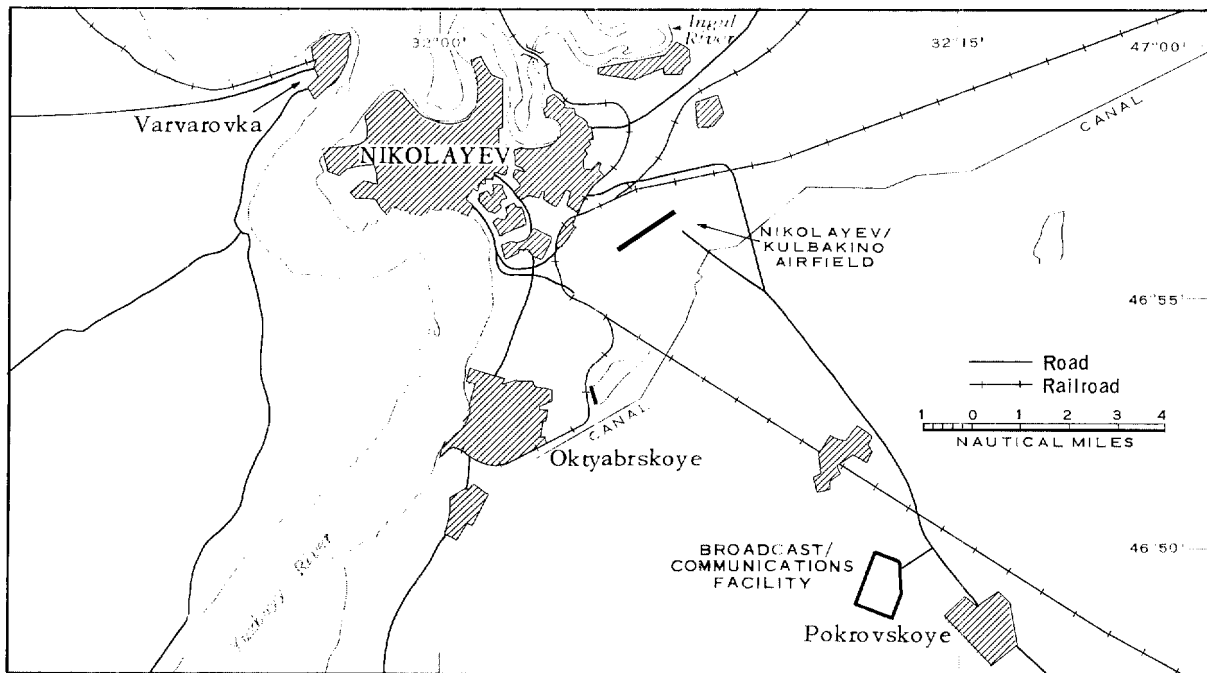 Ingul
River
32°00'
32°15'
47°00'
Varvarovka
CANAL
NIKOLAYEV
NIKOLAYEV/
KULBAKINO
AIRFIELD
46°55'
Road
Railroad
1 0 1 2 3 4
NAUTICAL MILES
CANAL
Oktyabrskoye
46°50'
BROADCAST/
COMMUNICATIONS
FACILITY
River
Pokrovskoye